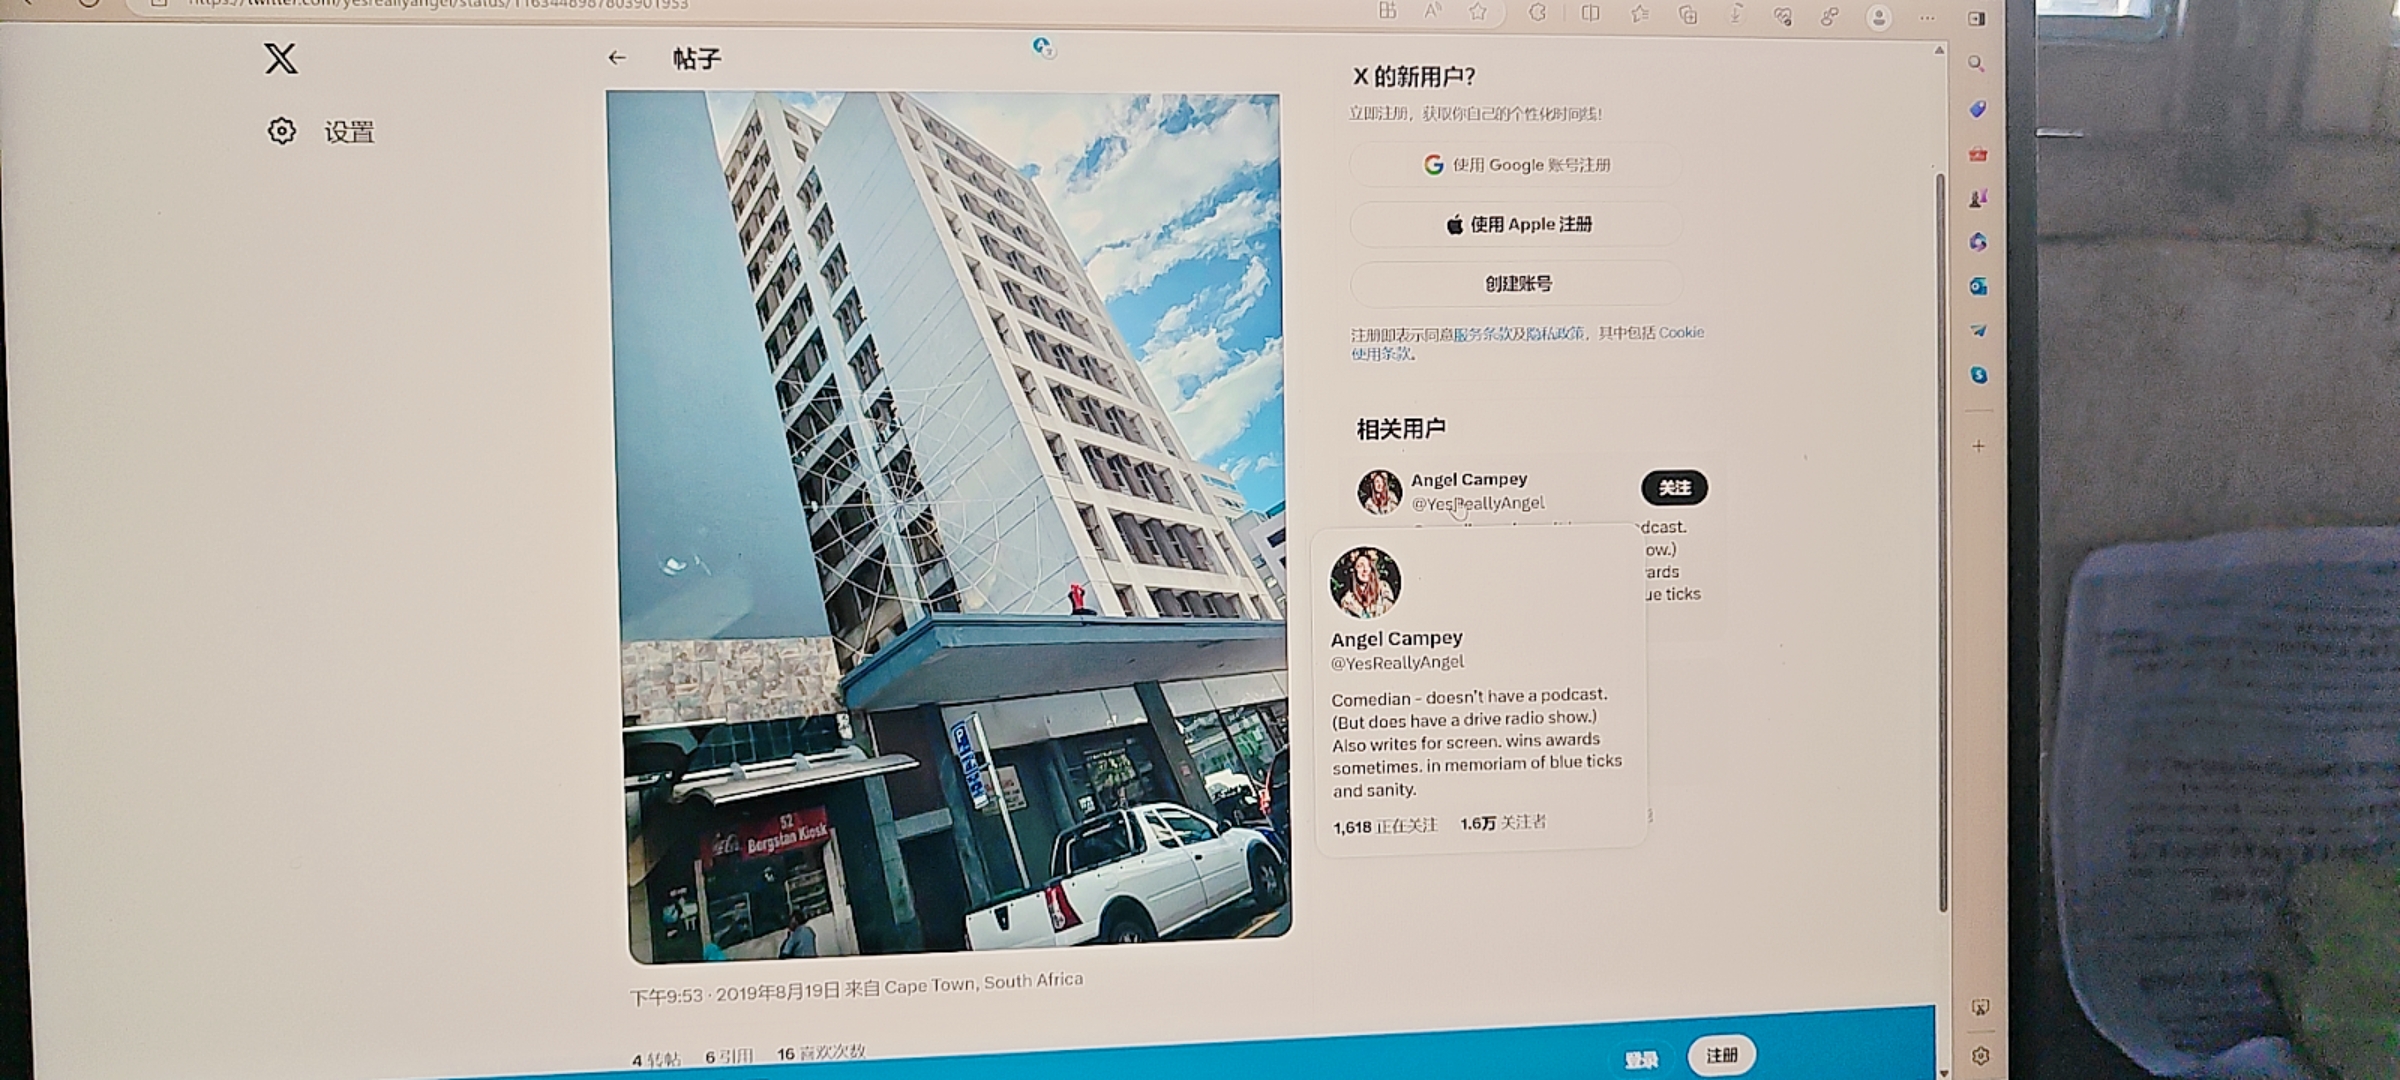 帖子
设置
X 的新用户?
立即注册，获取你自己的个性化时间线!
使用 Google 账号注册
使用 Apple 注册
创建账号
注册即表示同意服务条款及隐私政策，其中包括 Cookie
使用条款。
相关用户
Angel Campey
@YesReallyAngel
关注
dcast.
ow.)
ards
ue ticks
Angel Campey
@YesReallyAngel
Comedian - doesn't have a podcast.
(But does have a drive radio show.)
Also writes for screen. wins awards
sometimes. in memoriam of blue ticks
and sanity.
1,618 正在关注 1.6万 关注者
52
Bergstan Kiosk
P
下午9:53 · 2019年8月19日 来自 Cape Town, South Africa
4 转帖 6 引用 16 喜欢次数
登录
注册